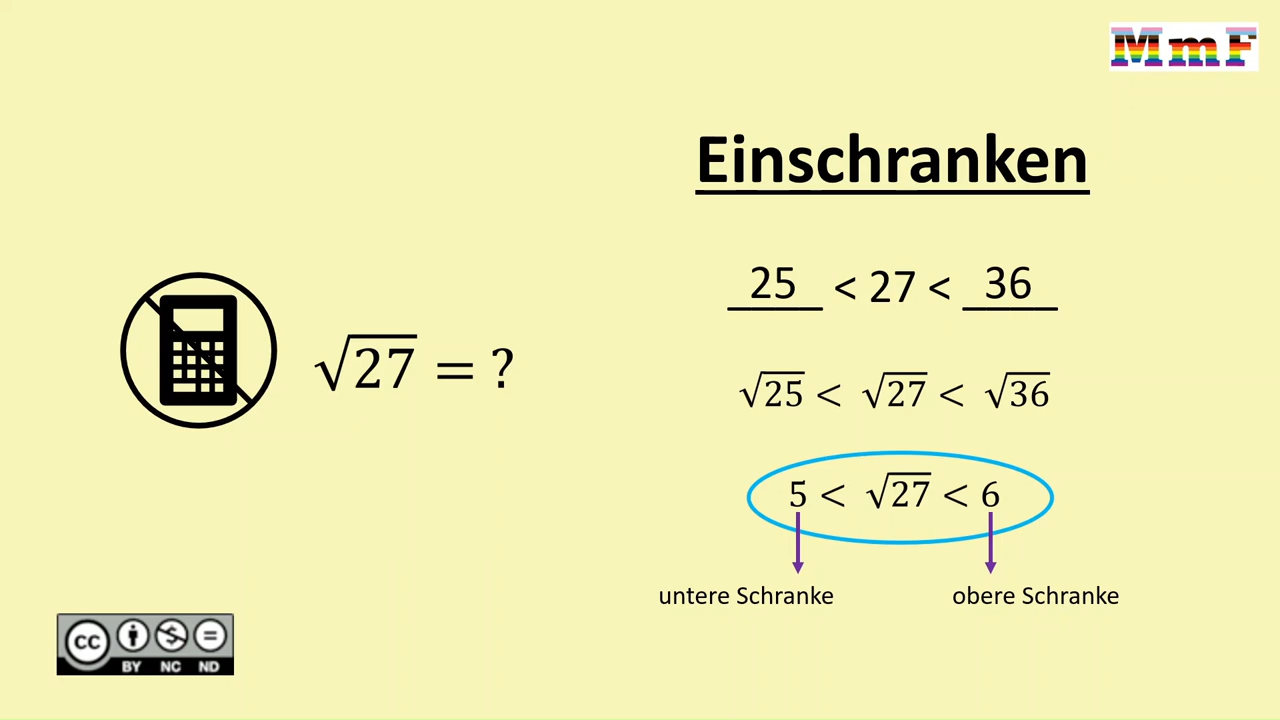 MmF
Einschranken
25 < 27 < 36
√27 = ?
√25 < √27 < √36
5 < √27 < 6
untere Schranke obere Schranke
cc
BY NC ND